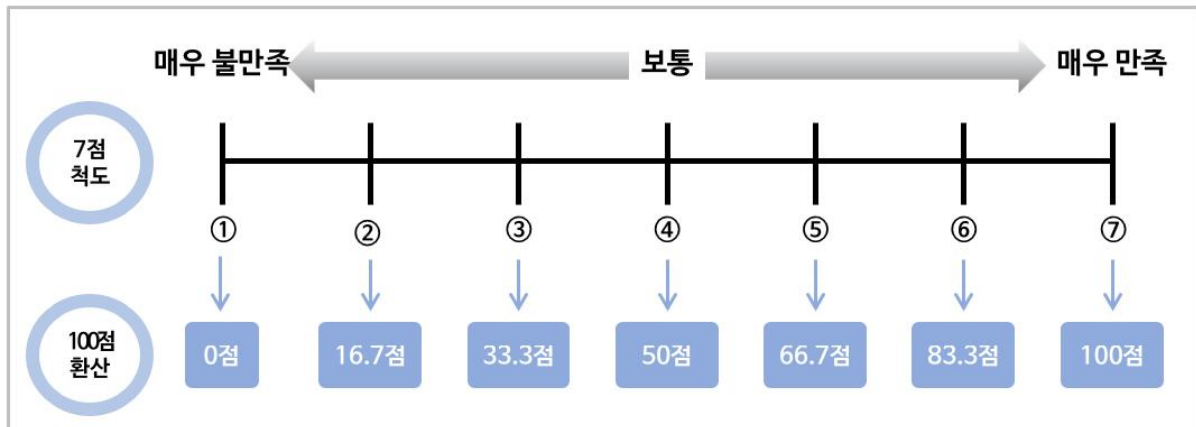 매우 불만족 보통 매우 만족
7점
척도
① ② ③ ④ ⑤ ⑥ ⑦
100점
환산
0점 16.7점 33.3점 50점 66.7점 83.3점 100점